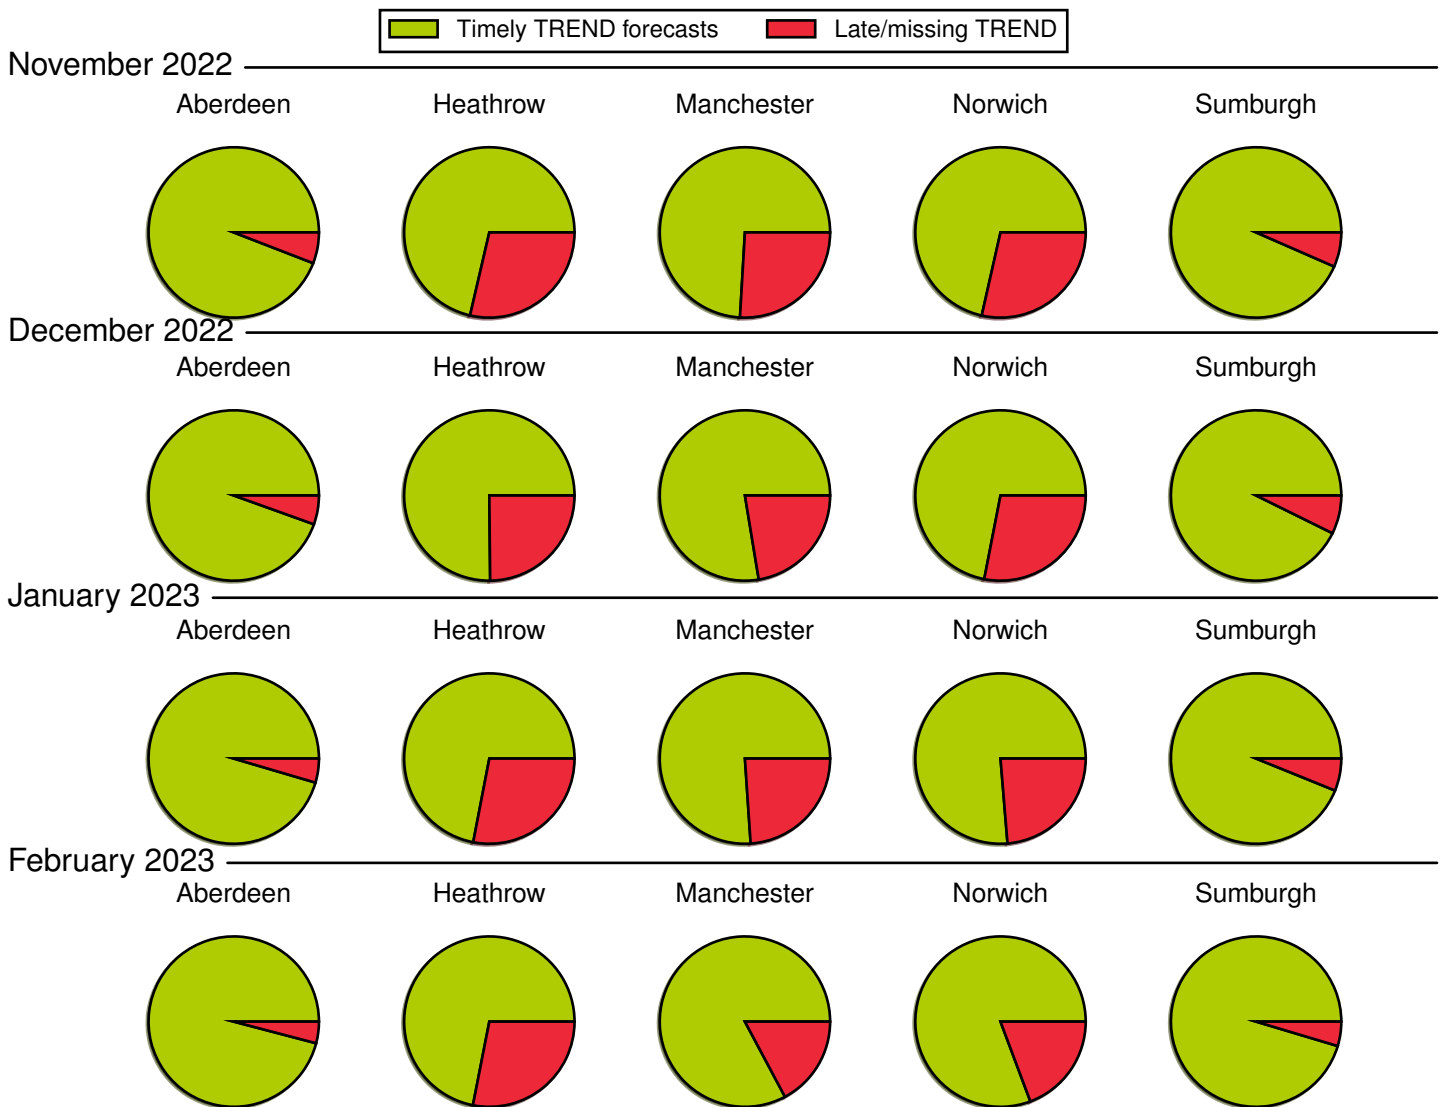 Timely TREND forecasts Late/missing TREND
November 2022
Aberdeen Heathrow Manchester Norwich Sumburgh
December 2022
Aberdeen Heathrow Manchester Norwich Sumburgh
January 2023
Aberdeen Heathrow Manchester Norwich Sumburgh
February 2023
Aberdeen Heathrow Manchester Norwich Sumburgh